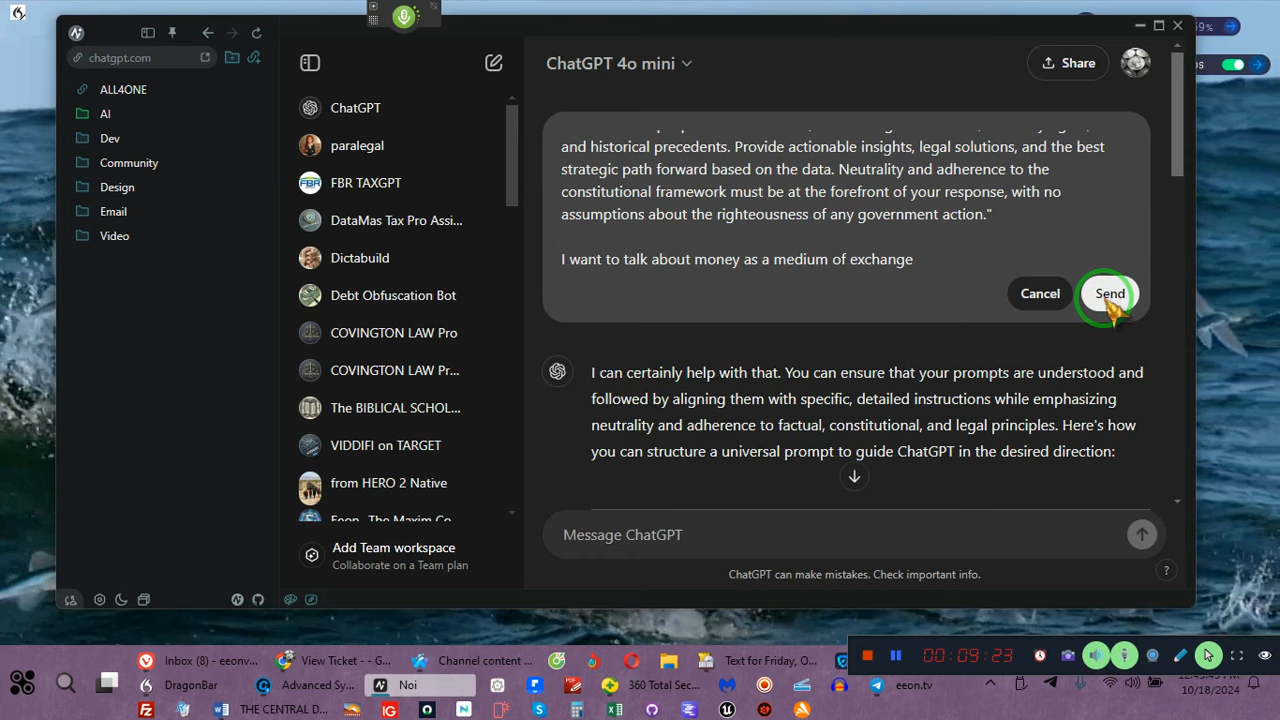 chatgpt.com
ALL4ONE
AI
Dev
Community
Design
Email
Video
ChatGPT
paralegal
FBR TAXGPT
DataMas Tax Pro Assi...
Dictabuild
Debt Obfuscation Bot
COVINGTON LAW Pro
COVINGTON LAW Pr...
The BIBLICAL SCHOL...
VIDDIFI on TARGET
from HERO 2 Native
Eeon, The Maxim Co
Add Team workspace
Collaborate on a Team plan
ChatGPT 4o mini
Share
and historical precedents. Provide actionable insights, legal solutions, and the best
strategic path forward based on the data. Neutrality and adherence to the
constitutional framework must be at the forefront of your response, with no
assumptions about the righteousness of any government action."
I want to talk about money as a medium of exchange
Cancel
Send
I can certainly help with that. You can ensure that your prompts are understood and
followed by aligning them with specific, detailed instructions while emphasizing
neutrality and adherence to factual, constitutional, and legal principles. Here's how
you can structure a universal prompt to guide ChatGPT in the desired direction:
Message ChatGPT
ChatGPT can make mistakes. Check important info.
?
00:09:23
Inbox (8) - eeonv...
View Ticket - - G...
Channel content ...
Text for Friday, O...
DragonBar
Advanced Sy...
Noi
360 Total Sec...
eeon.tv
THE CENTRAL D...
10/18/2024